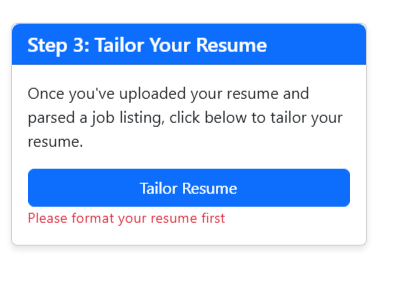 Step 3: Tailor Your Resume
Once you've uploaded your resume and
parsed a job listing, click below to tailor your
resume.
Tailor Resume
Please format your resume first